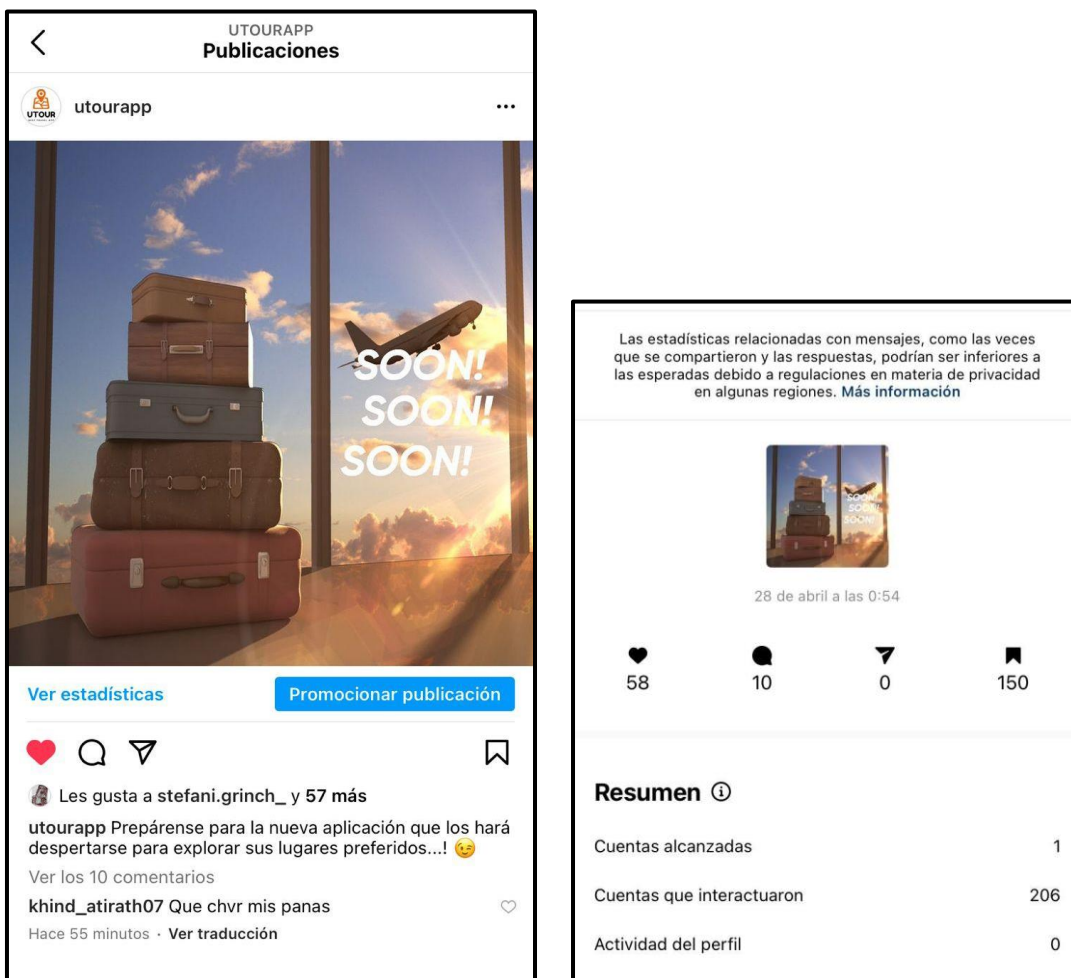 UTOURAPP
Publicaciones
UTOUR
utourapp
SOON!
SOON!
SOON!
Ver estadísticas
Promocionar publicación
Les gusta a stefani.grinch_ y 57 más
utourapp Prepárense para la nueva aplicación que los hará
despertarse para explorar sus lugares preferidos...! 😉
Ver los 10 comentarios
khind_atirath07 Que chvr mis panas
Hace 55 minutos · Ver traducción
Las estadísticas relacionadas con mensajes, como las veces
que se compartieron y las respuestas, podrían ser inferiores a
las esperadas debido a regulaciones en materia de privacidad
en algunas regiones. Más información
SOON!
SOON!
SOON!
28 de abril a las 0:54
58 10 0 150
Resumen
Cuentas alcanzadas 1
Cuentas que interactuaron 206
Actividad del perfil 0